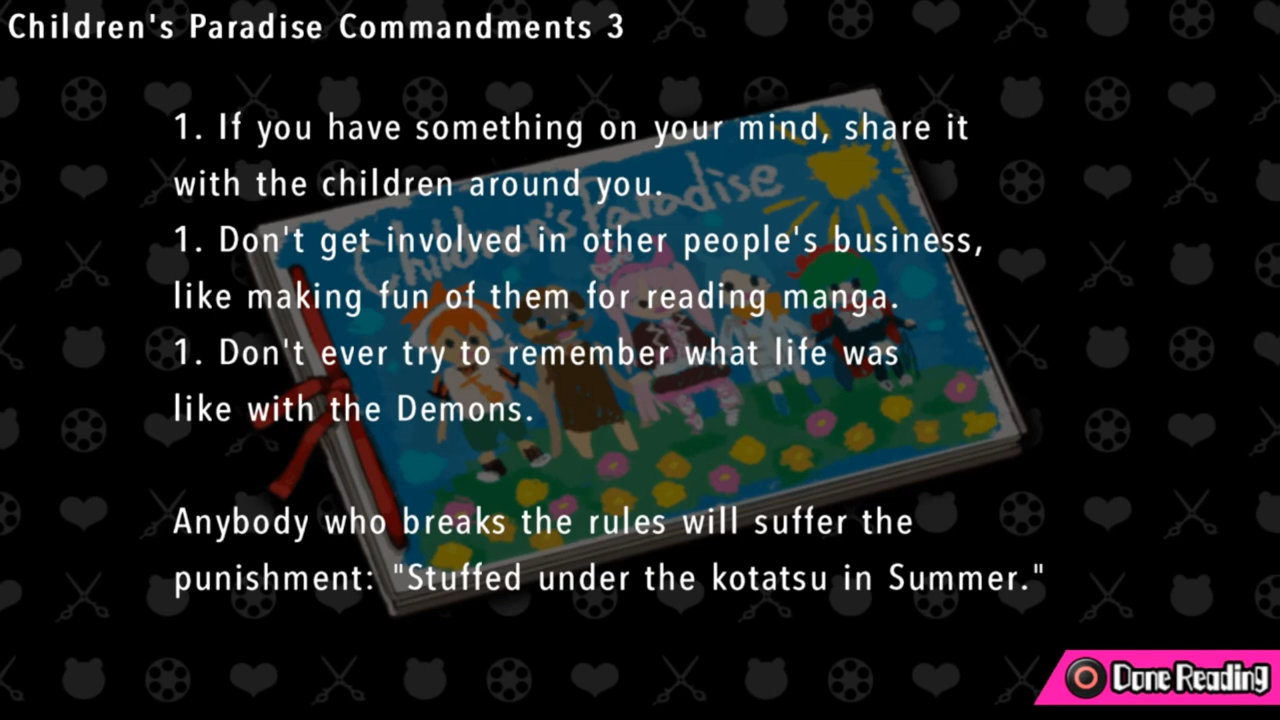 Children's Paradise Commandments 3
1. If you have something on your mind, share it
with the children around you.
1. Don't get involved in other people's business,
like making fun of them for reading manga.
1. Don't ever try to remember what life was
like with the Demons.
Anybody who breaks the rules will suffer the
punishment: "Stuffed under the kotatsu in Summer."
Children's Paradise
Done Reading